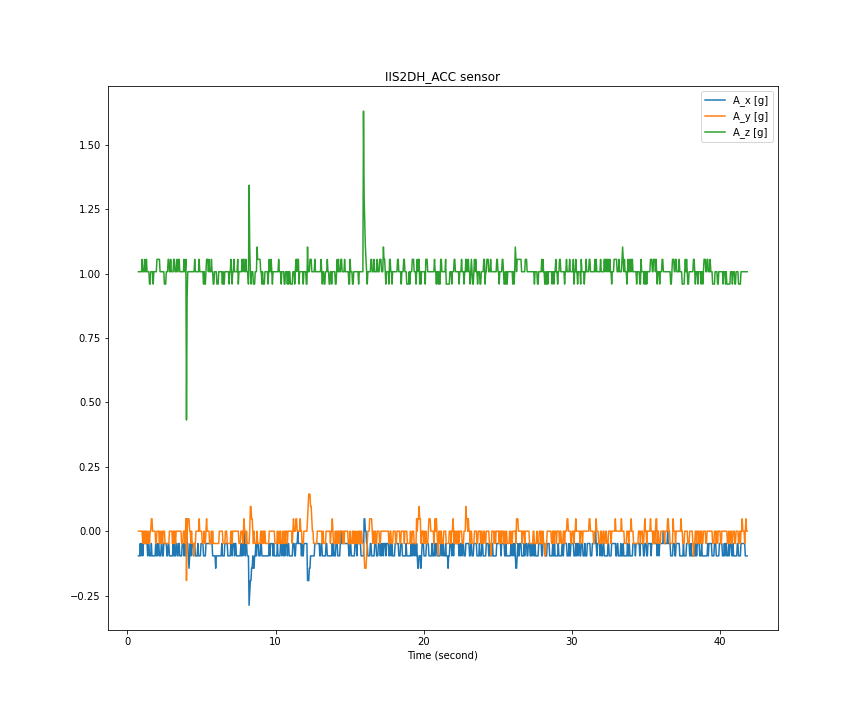 IIS2DH_ACC sensor
A_x [g]
A_y [g]
A_z [g]
1.50
1.25
1.00
0.75
0.50
0.25
0.00
−0.25
0 10 20 30 40
Time (second)